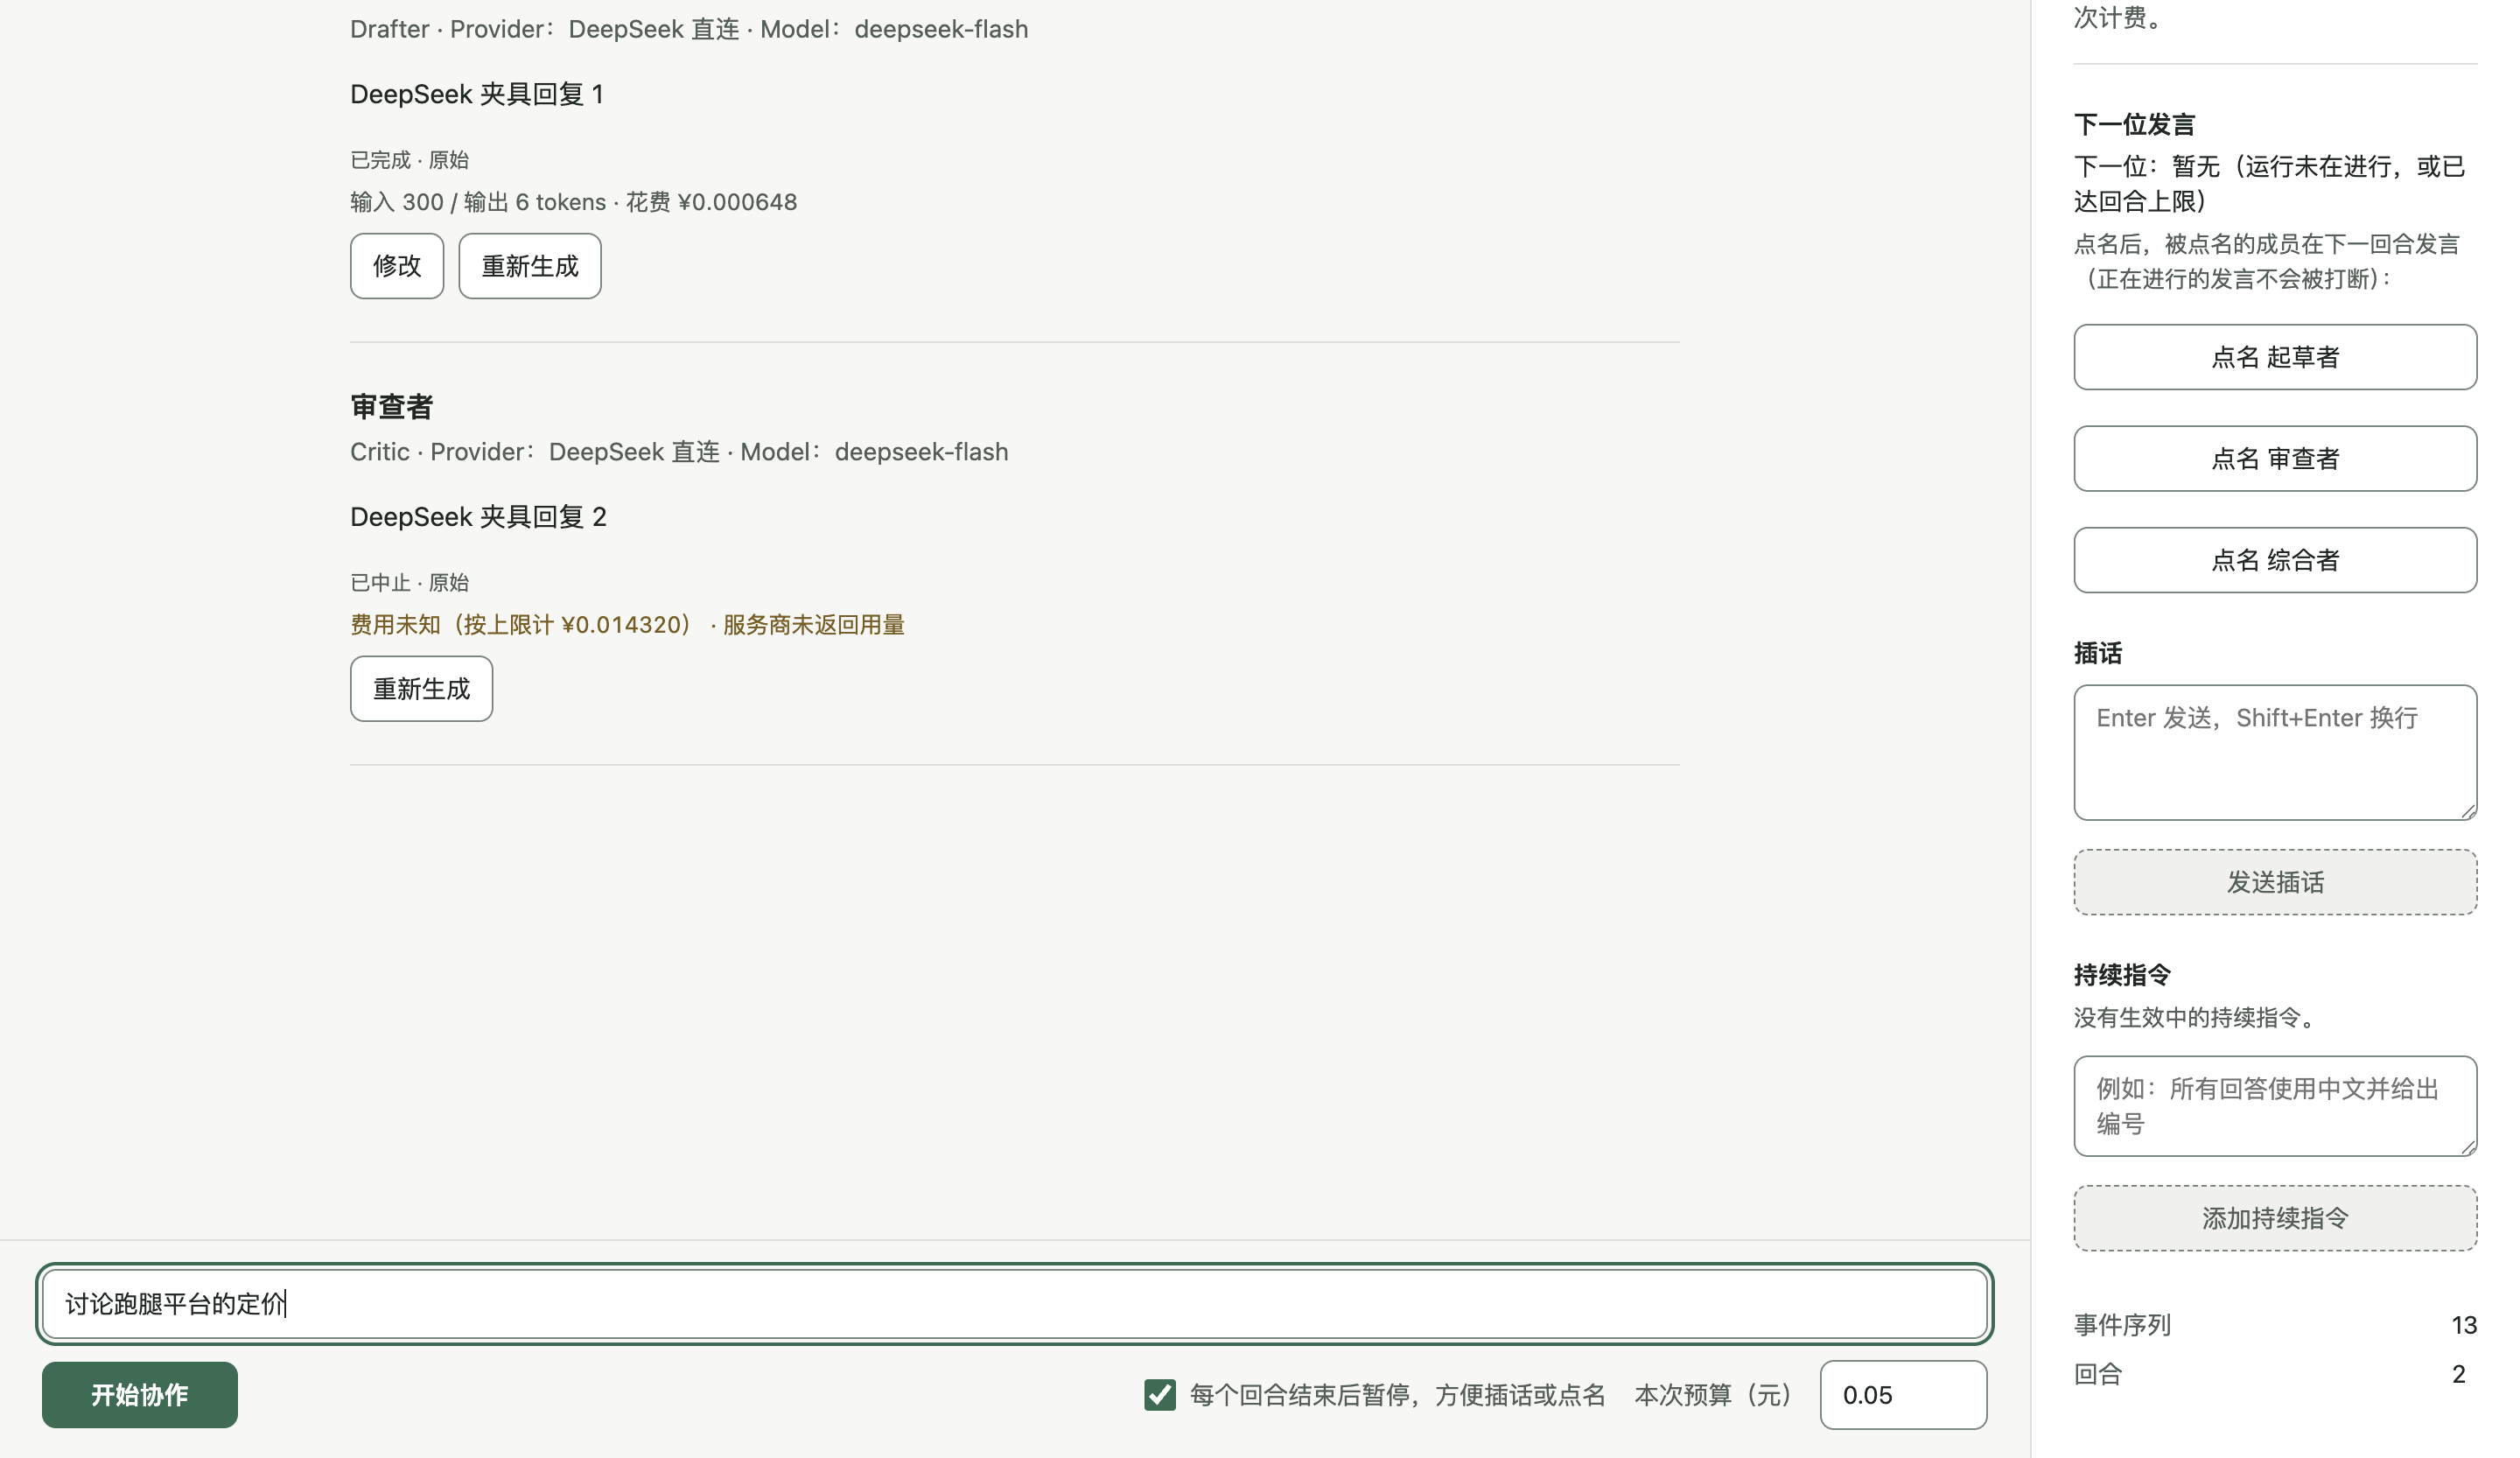 Drafter · Provider：DeepSeek 直连 · Model：deepseek-flash
DeepSeek 夹具回复 1
已完成 · 原始
输入 300 / 输出 6 tokens · 花费 ¥0.000648
修改
重新生成
审查者
Critic · Provider：DeepSeek 直连 · Model：deepseek-flash
DeepSeek 夹具回复 2
已中止 · 原始
费用未知（按上限计 ¥0.014320） · 服务商未返回用量
重新生成
讨论跑腿平台的定价
开始协作
每个回合结束后暂停，方便插话或点名
本次预算（元）
0.05
次计费。
下一位发言
下一位：暂无（运行未在进行，或已
达回合上限）
点名后，被点名的成员在下一回合发言
（正在进行的发言不会被打断）：
点名 起草者
点名 审查者
点名 综合者
插话
Enter 发送，Shift+Enter 换行
发送插话
持续指令
没有生效中的持续指令。
例如：所有回答使用中文并给出
编号
添加持续指令
事件序列 13
回合 2